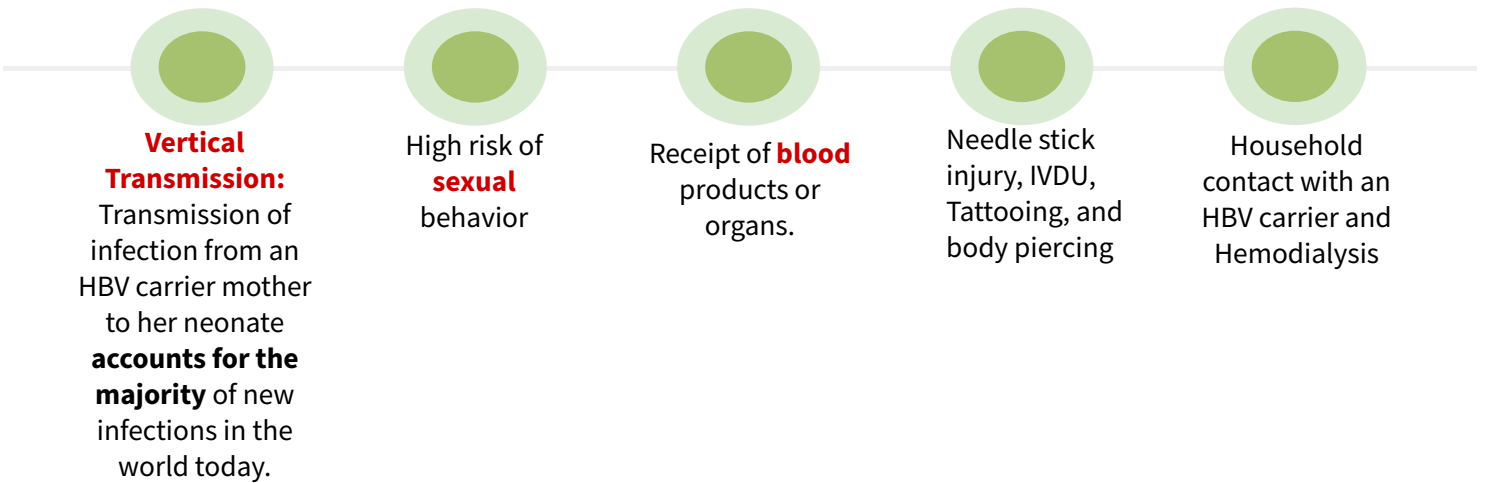 Vertical
Transmission:
Transmission of
infection from an
HBV carrier mother
to her neonate
accounts for the
majority of new
infections in the
world today.
High risk of
sexual
behavior
Receipt of blood
products or
organs.
Needle stick
injury, IVDU,
Tattooing, and
body piercing
Household
contact with an
HBV carrier and
Hemodialysis